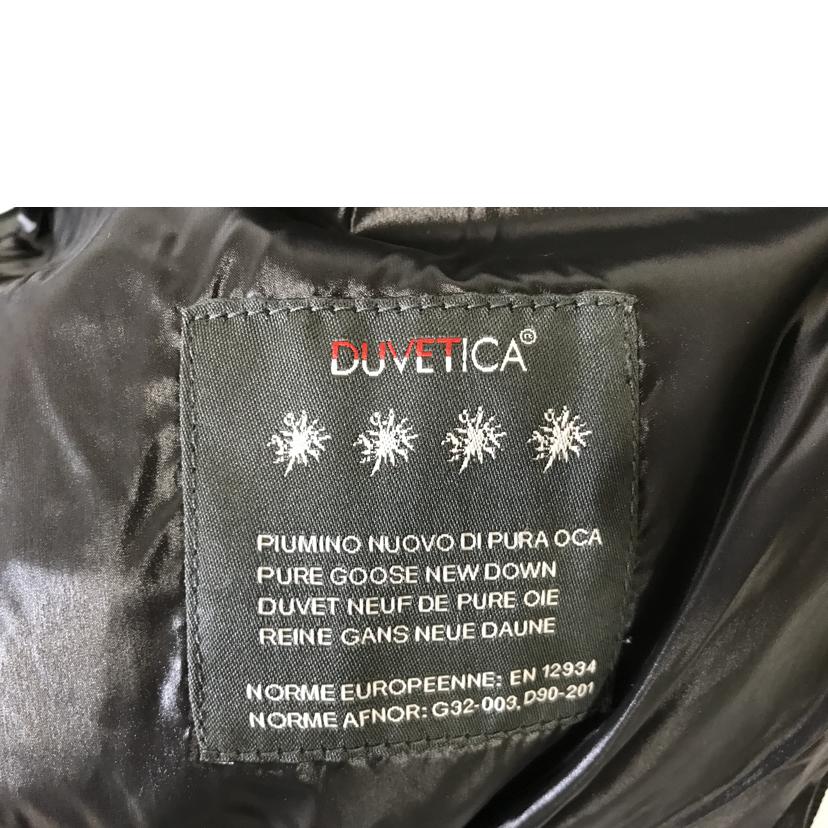 DUVETICA®
PIUMINO NUOVO DI PURA OCA
PURE GOOSE NEW DOWN
DUVET NEUF DE PURE OIE
REINE GANS NEUE DAUNE
NORME EUROPEENNE: EN 12934
NORME AFNOR: G32-003, D90-201